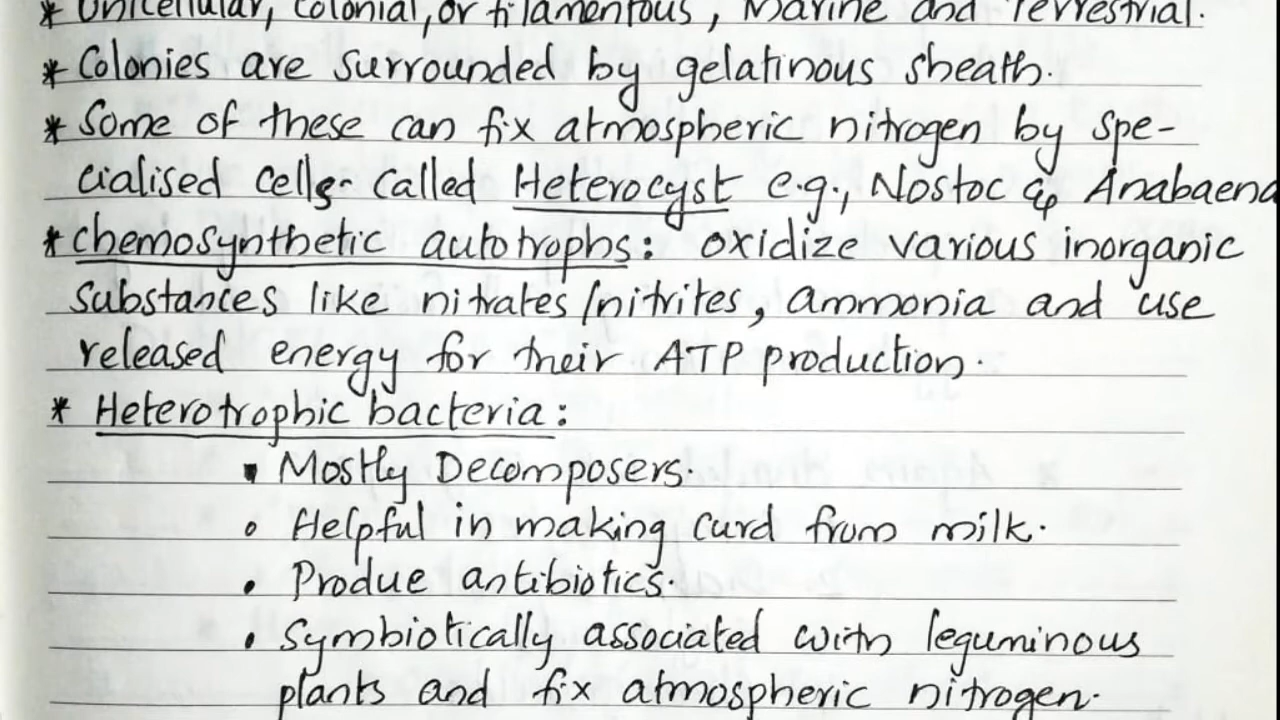 * Unicellular, colonial, or filamentous, Marine and Terrestrial.
* Colonies are surrounded by gelatinous sheath.
* Some of these can fix atmospheric nitrogen by spe-
cialised cells called Heterocyst e.g., Nostoc & Anabaena
* chemosynthetic autotrophs: oxidize various inorganic
substances like nitrates/nitrites, ammonia and use
released energy for their ATP production.
* Heterotrophic bacteria:
▪ Mostly Decomposers.
∘ Helpful in making curd from milk.
• Produe antibiotics.
• Symbiotically associated with leguminous
plants and fix atmospheric nitrogen.